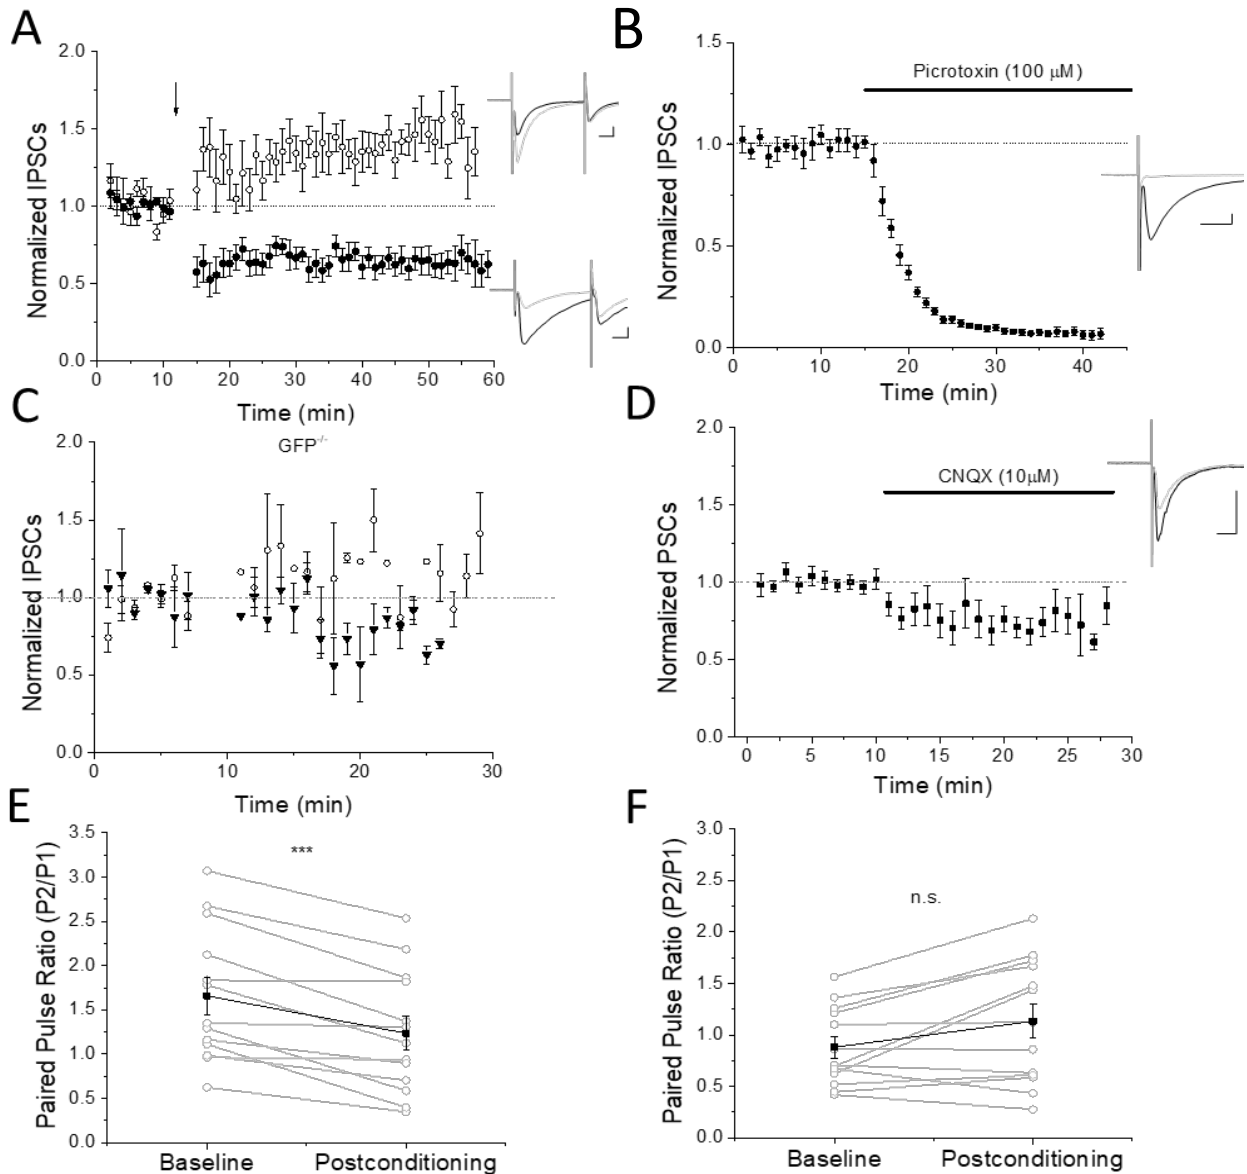 A
Normalized IPSCs
2.0
1.5
1.0
0.5
0.0
0 10 20 30 40 50 60
Time (min)
B
Normalized IPSCs
1.5
1.0
0.5
0.0
Picrotoxin (100 μM)
0 10 20 30 40
Time (min)
C
GFP-/-
Normalized IPSCs
2.0
1.5
1.0
0.5
0.0
0 10 20 30
Time (min)
D
Normalized PSCs
2.0
1.5
1.0
0.5
0.0
CNQX (10μM)
0 5 10 15 20 25 30
Time (min)
E
Paired Pulse Ratio (P2/P1)
3.5
3.0
2.5
2.0
1.5
1.0
0.5
0.0
***
Baseline Postconditioning
F
Paired Pulse Ratio (P2/P1)
3.0
2.5
2.0
1.5
1.0
0.5
0.0
n.s.
Baseline Postconditioning